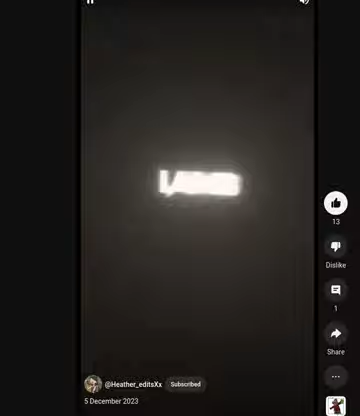 13
Dislike
1
Share
@Heather_editsXx Subscribed
5 December 2023